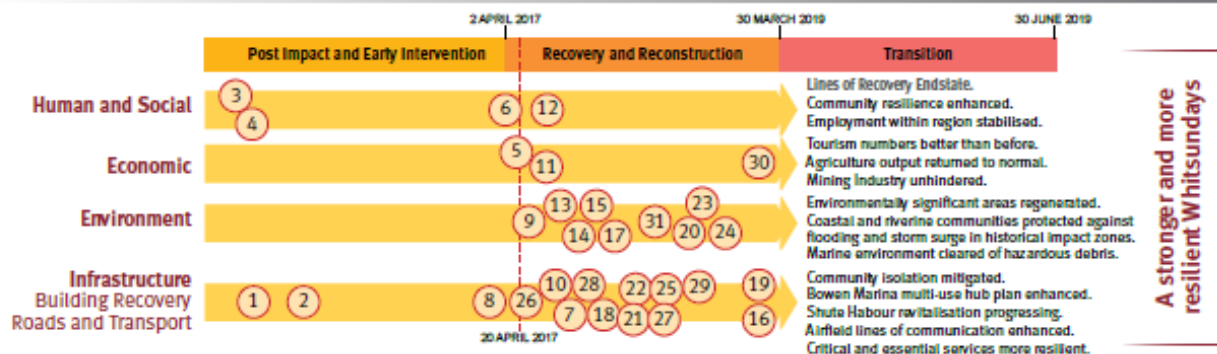 2 APRIL 2017
30 MARCH 2019
30 JUNE 2019
Post Impact and Early Intervention
Recovery and Reconstruction
Transition
Human and Social
3
4
6
12
Lines of Recovery Endstate.
Community resilience enhanced.
Employment within region stabilised.
Economic
5
11
30
Tourism numbers better than before.
Agriculture output returned to normal.
Mining Industry unhindered.
Environment
9
13
15
14
17
31
23
20
24
Environmentally significant areas regenerated.
Coastal and riverine communities protected against
flooding and storm surge in historical impact zones.
Marine environment cleared of hazardous debris.
Infrastructure
Building Recovery
Roads and Transport
1
2
8
26
10
28
7
18
22
25
29
21
27
19
16
Community isolation mitigated.
Bowen Marina multi-use hub plan enhanced.
Shute Habour revitalisation progressing.
Airfield lines of communication enhanced.
Critical and essential services more resilient.
20 APRIL 2017
A stronger and more
resilient Whitsundays